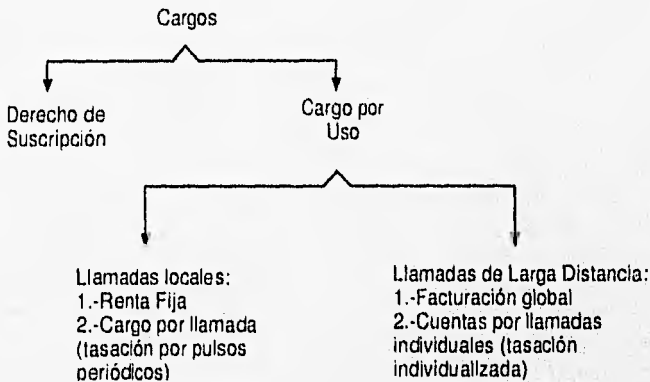 Cargos
Derecho de
Suscripción
Cargo por
Uso
Llamadas locales:
1.-Renta Fija
2.-Cargo por llamada
(tasación por pulsos
periódicos)
Llamadas de Larga Distancia:
1.-Facturación global
2.-Cuentas por llamadas
individuales (tasación
individualizada)